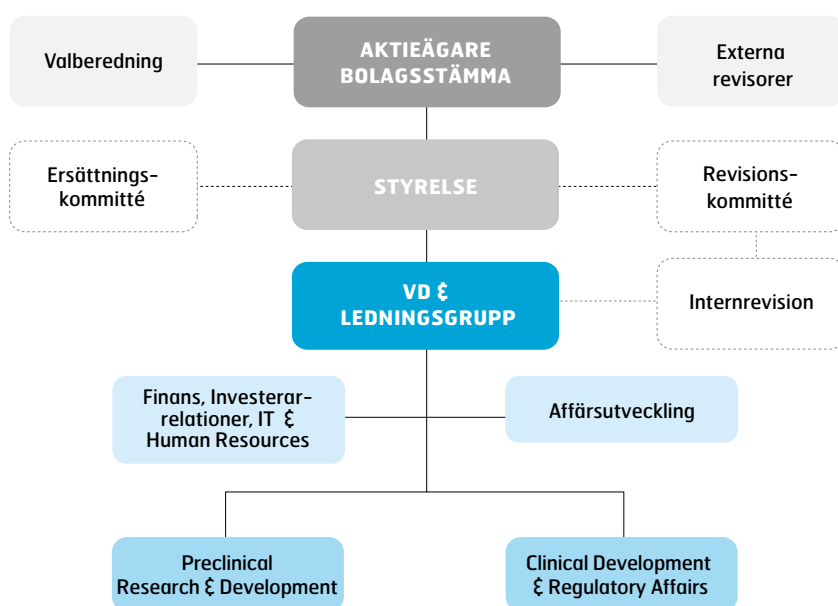 Valberedning
AKTIEÄGARE
BOLAGSSTÄMMA
Externa
revisorer
Ersättnings-
kommitté
STYRELSE
Revisions-
kommitté
VD &
LEDNINGSGRUPP
Internrevision
Finans, Investerar-
relationer, IT &
Human Resources
Affärsutveckling
Preclinical
Research & Development
Clinical Development
& Regulatory Affairs